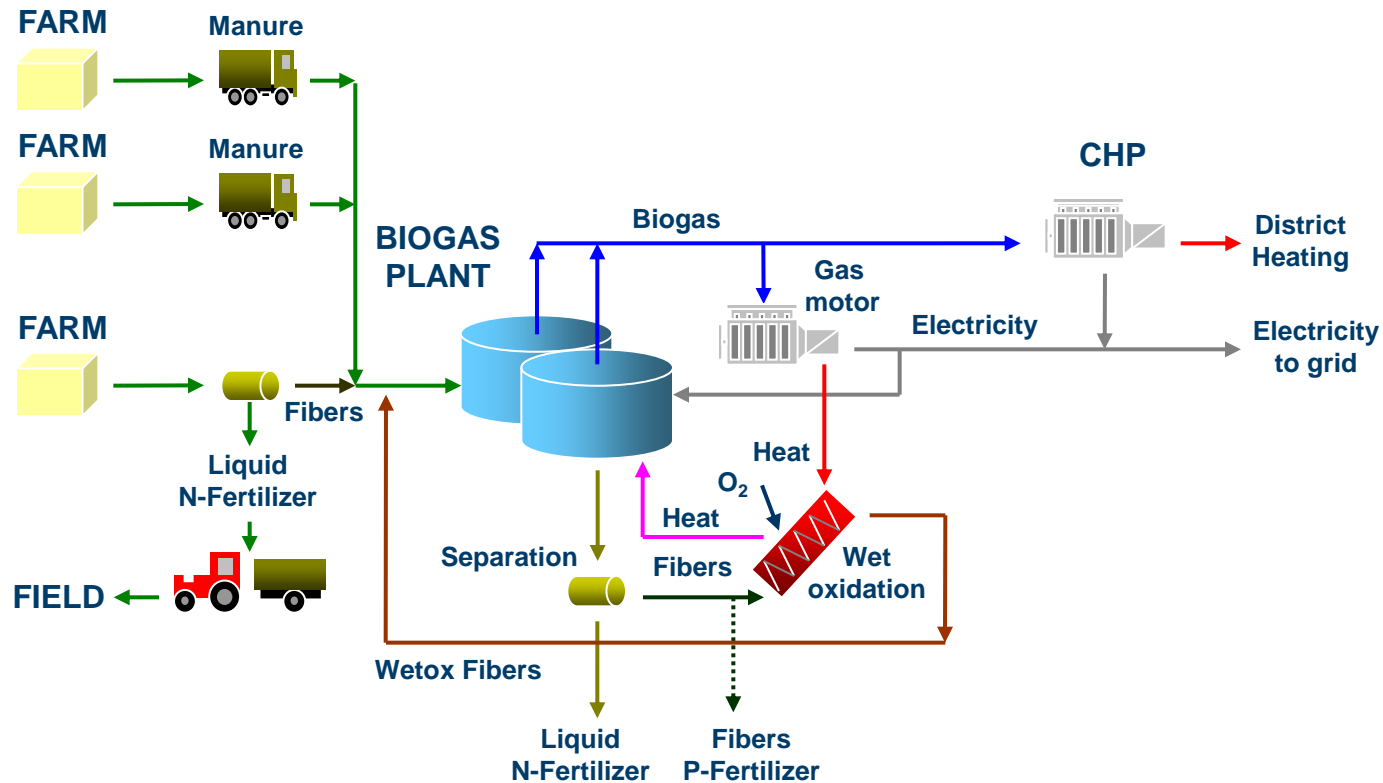 FARM
Manure
FARM
Manure
CHP
Biogas
District
Heating
BIOGAS
PLANT
Gas
motor
FARM
Electricity
Electricity
to grid
Fibers
Liquid
N-Fertilizer
Heat
O₂
Heat
Separation
Fibers
Wet
oxidation
FIELD
Wetox Fibers
Liquid
N-Fertilizer
Fibers
P-Fertilizer